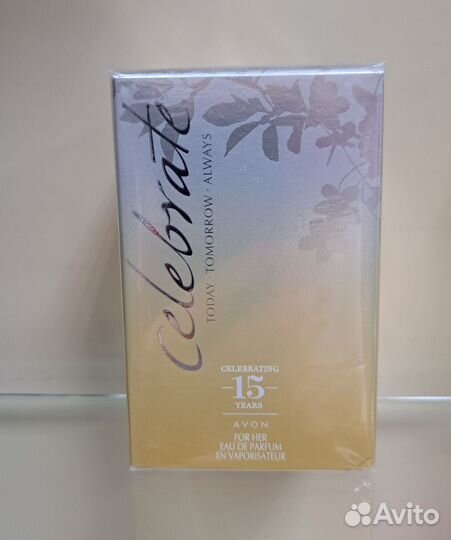 Celebrate
TODAY · TOMORROW · ALWAYS
CELEBRATING
15
YEARS
AVON
FOR HER
EAU DE PARFUM
EN VAPORISATEUR
Avito